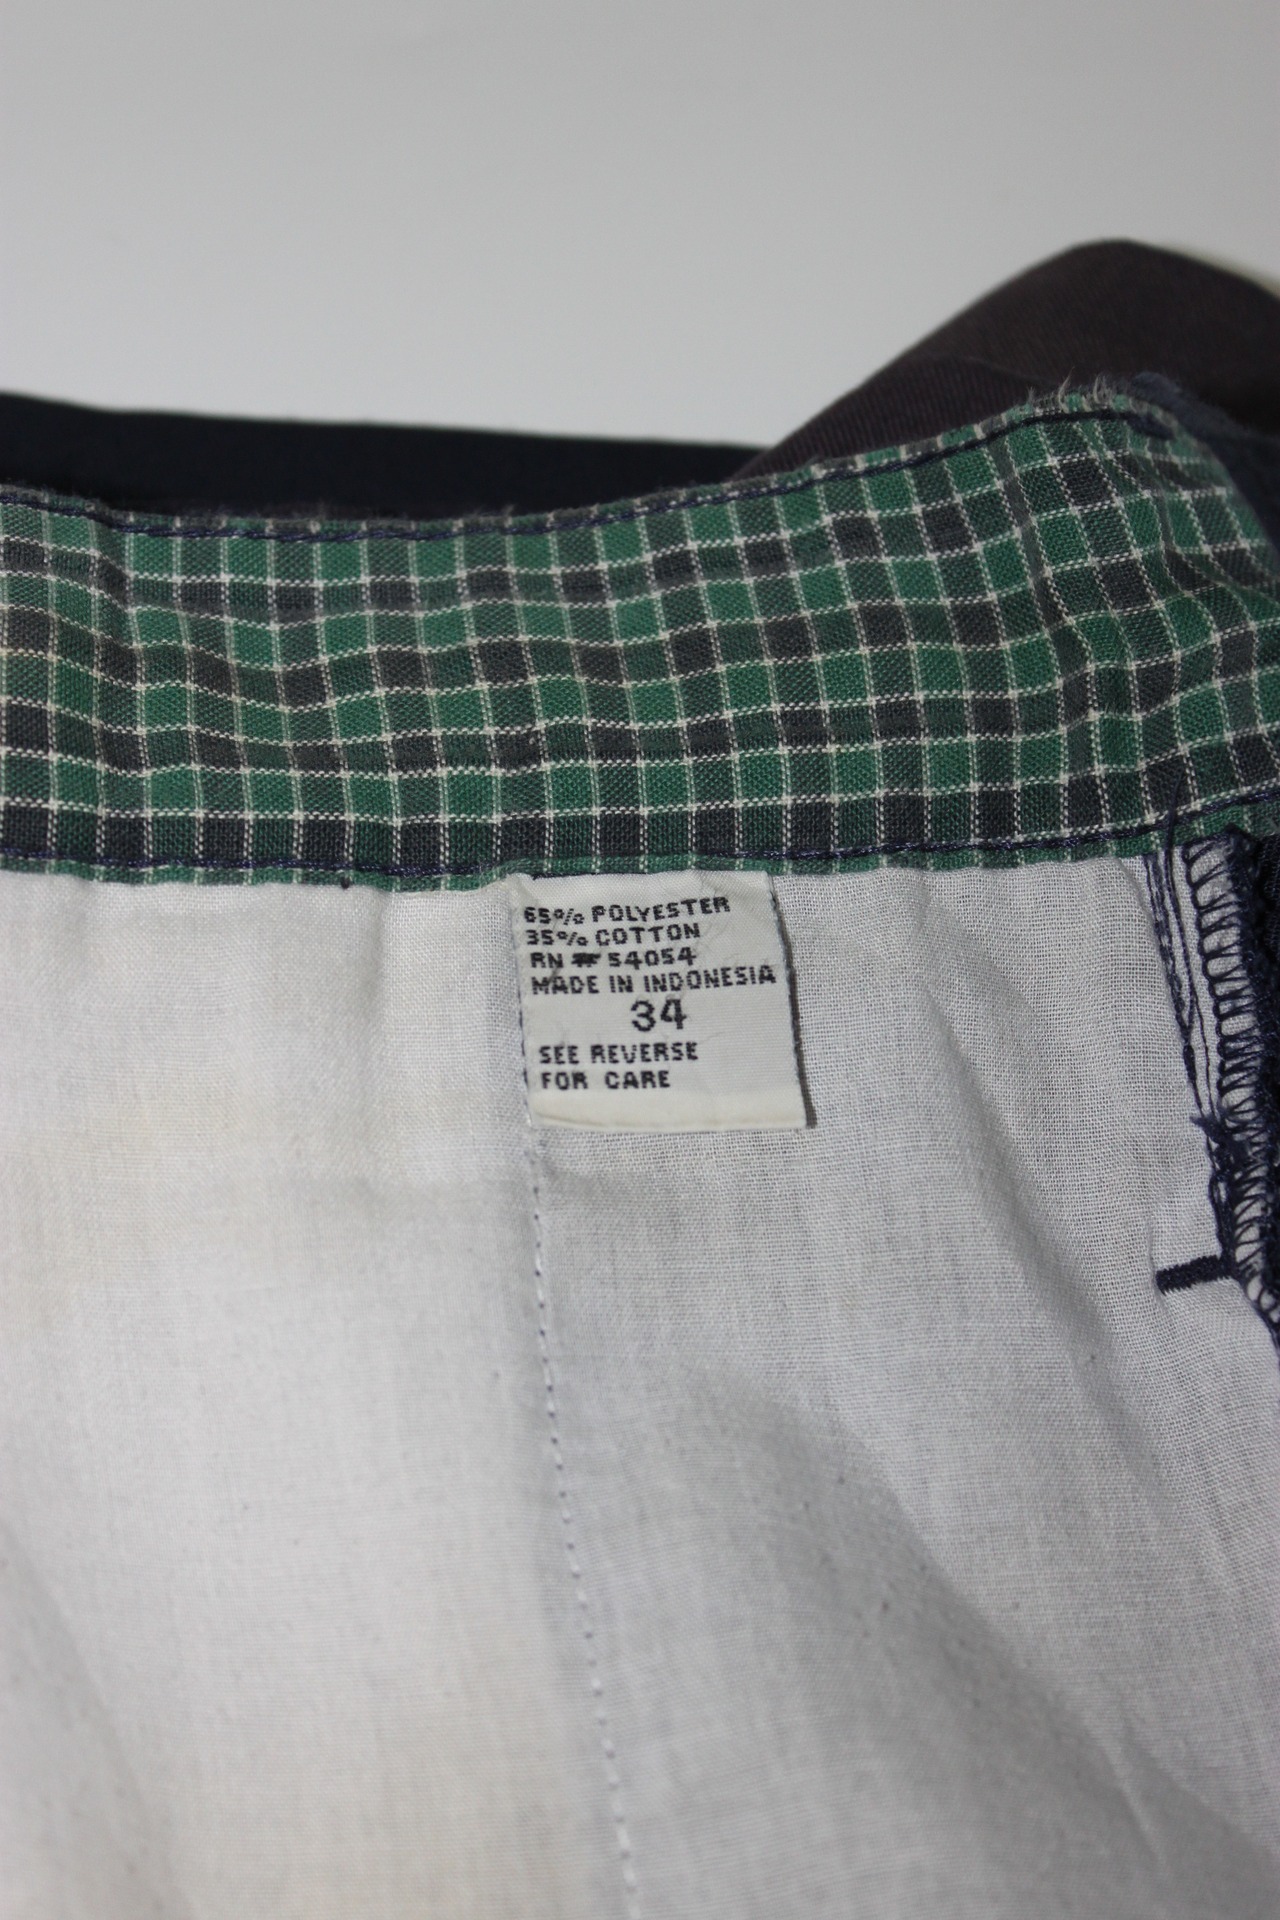 65% POLYESTER
35% COTTON
RN # 54054
MADE IN INDONESIA
34
SEE REVERSE
FOR CARE